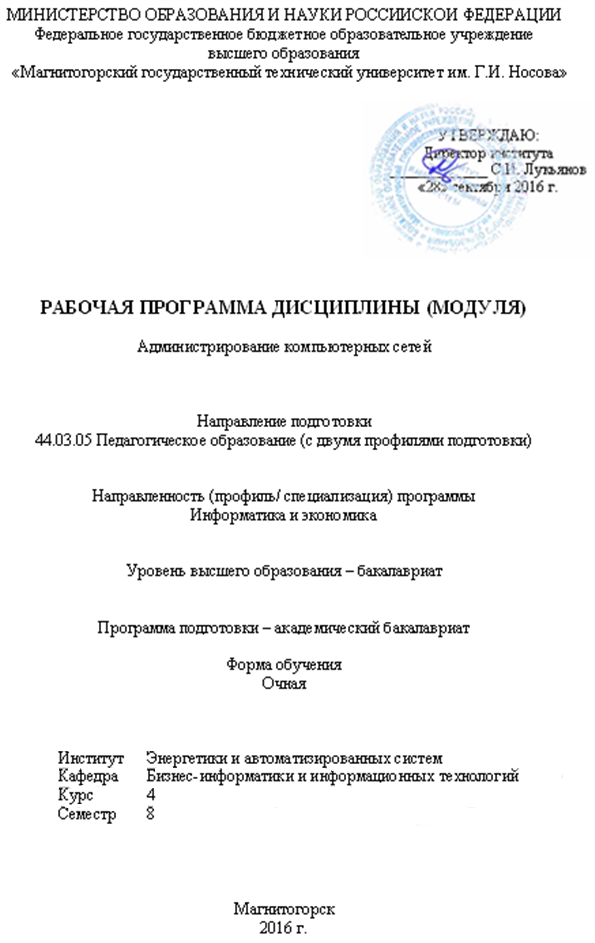 МИНИСТЕРСТВО ОБРАЗОВАНИЯ И НАУКИ РОССИЙСКОЙ ФЕДЕРАЦИИ
Федеральное государственное бюджетное образовательное учреждение
высшего образования
«Магнитогорский государственный технический университет им. Г.И. Носова»
УТВЕРЖДАЮ:
Директор института
С.И. Лукьянов
«28» сентября 2016 г.
РАБОЧАЯ ПРОГРАММА ДИСЦИПЛИНЫ (МОДУЛЯ)
Администрирование компьютерных сетей
Направление подготовки
44.03.05 Педагогическое образование (с двумя профилями подготовки)
Направленность (профиль/ специализация) программы
Информатика и экономика
Уровень высшего образования – бакалавриат
Программа подготовки – академический бакалавриат
Форма обучения
Очная
Институт Энергетики и автоматизированных систем
Кафедра Бизнес-информатики и информационных технологий
Курс 4
Семестр 8
Магнитогорск
2016 г.